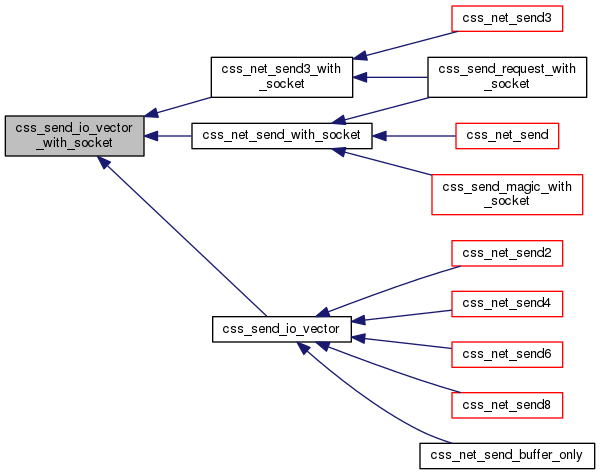 css_send_io_vector
_with_socket
css_net_send3_with
_socket
css_net_send3
css_send_request_with
_socket
css_net_send_with_socket
css_net_send
css_send_magic_with
_socket
css_send_io_vector
css_net_send2
css_net_send4
css_net_send6
css_net_send8
css_net_send_buffer_only